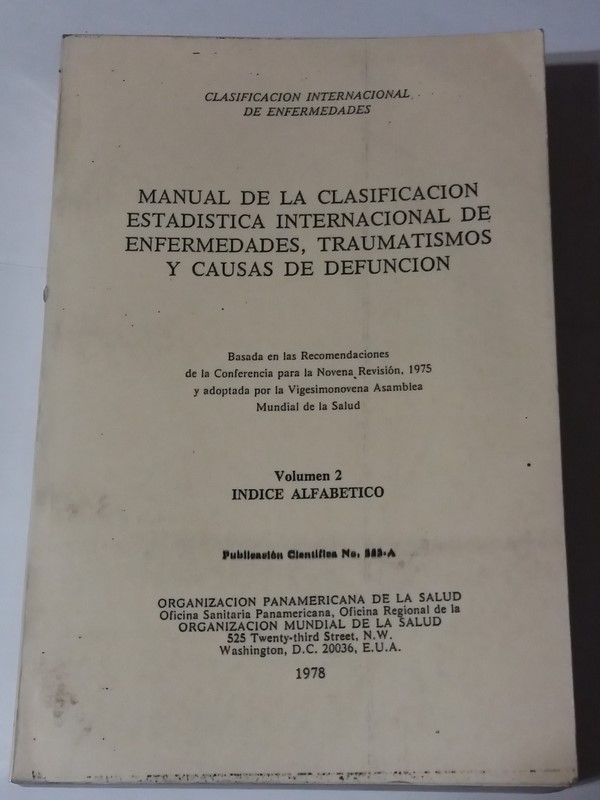 CLASIFICACION INTERNACIONAL
DE ENFERMEDADES
MANUAL DE LA CLASIFICACION
ESTADISTICA INTERNACIONAL DE
ENFERMEDADES, TRAUMATISMOS
Y CAUSAS DE DEFUNCION
Basada en las Recomendaciones
de la Conferencia para la Novena Revisión, 1975
y adoptada por la Vigesimonovena Asamblea
Mundial de la Salud
Volumen 2
INDICE ALFABETICO
Publicación Científica No.
ORGANIZACION PANAMERICANA DE LA SALUD
Oficina Sanitaria Panamericana, Oficina Regional de la
ORGANIZACION MUNDIAL DE LA SALUD
525 Twenty-third Street, N.W.
Washington, D.C. 20036, E.U.A.
1978